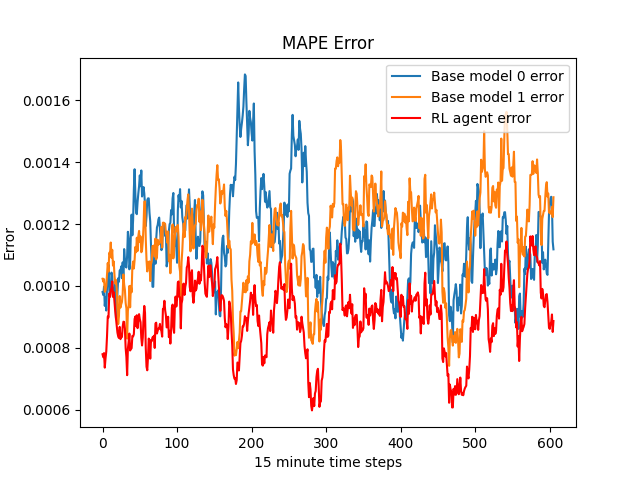 MAPE Error
Base model 0 error
Base model 1 error
RL agent error
0.0016
0.0014
0.0012
0.0010
0.0008
0.0006
Error
0 100 200 300 400 500 600
15 minute time steps